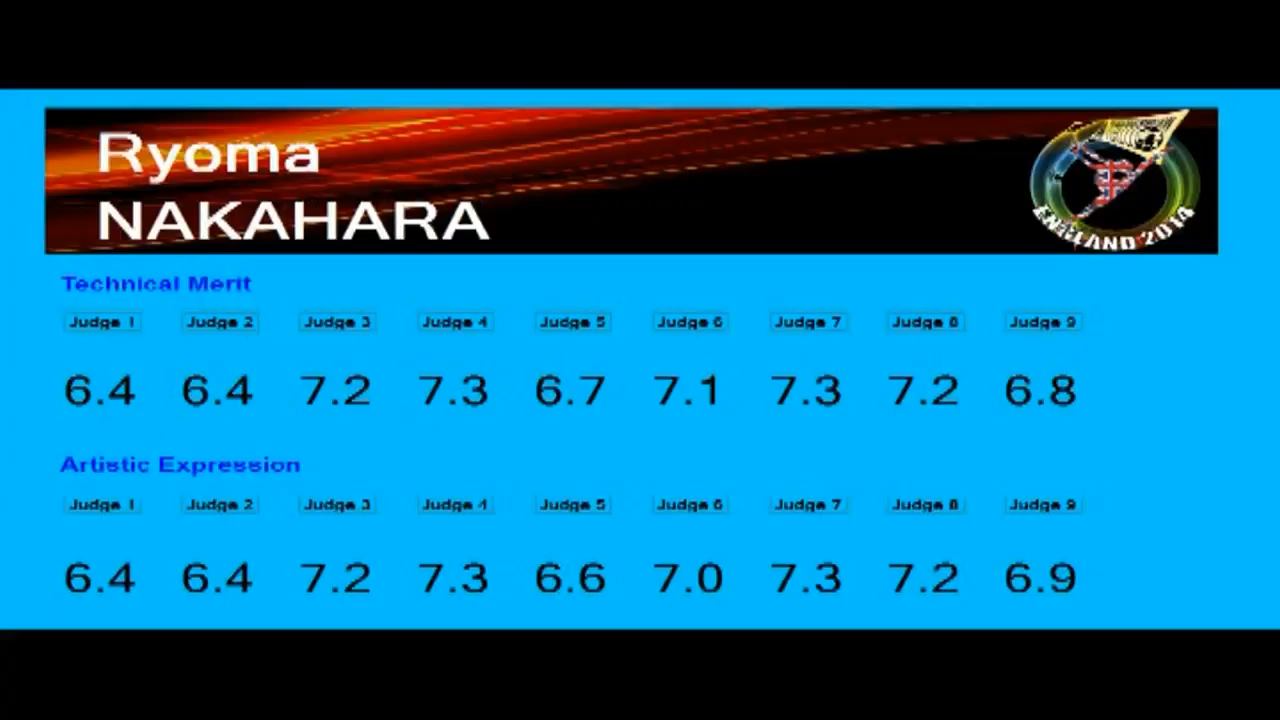 Ryoma
NAKAHARA
ENGLAND 2014
Technical Merit
Judge 1 Judge 2 Judge 3 Judge 4 Judge 5 Judge 6 Judge 7 Judge 8 Judge 9
6.4 6.4 7.2 7.3 6.7 7.1 7.3 7.2 6.8
Artistic Expression
Judge 1 Judge 2 Judge 3 Judge 4 Judge 5 Judge 6 Judge 7 Judge 8 Judge 9
6.4 6.4 7.2 7.3 6.6 7.0 7.3 7.2 6.9